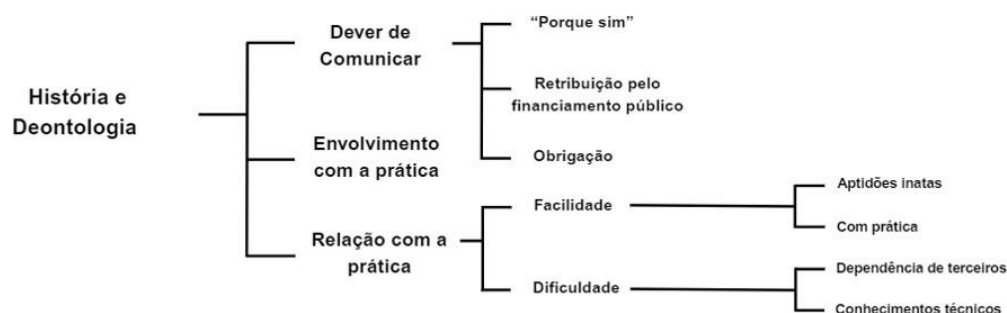 História e
Deontologia
Dever de
Comunicar
“Porque sim”
Retribuição pelo
financiamento público
Obrigação
Envolvimento
com a prática
Relação com a
prática
Facilidade
Aptidões inatas
Com prática
Dificuldade
Dependência de terceiros
Conhecimentos técnicos